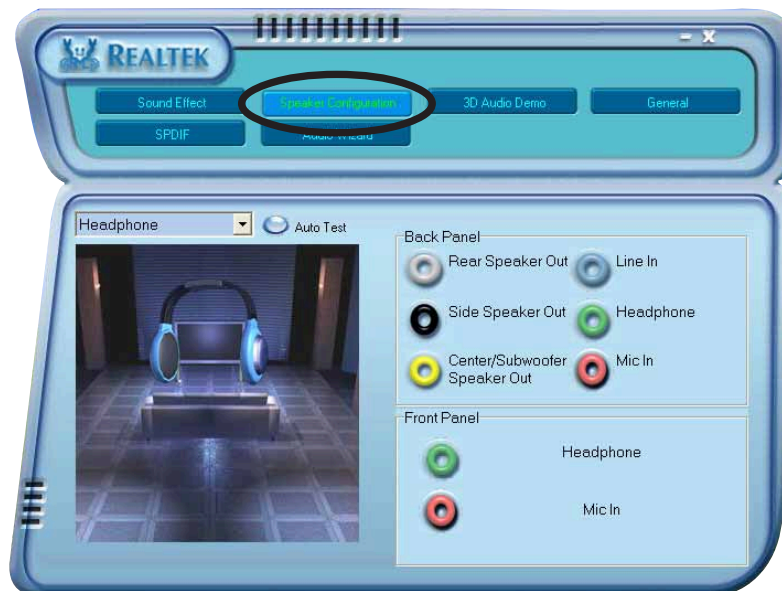 REALTEK
Sound Effect
Speaker Configuration
3D Audio Demo
General
SPDIF
Audio Wizard
Headphone
Auto Test
Back Panel
Rear Speaker Out
Line In
Side Speaker Out
Headphone
Center/Subwoofer
Speaker Out
Mic In
Front Panel
Headphone
Mic In